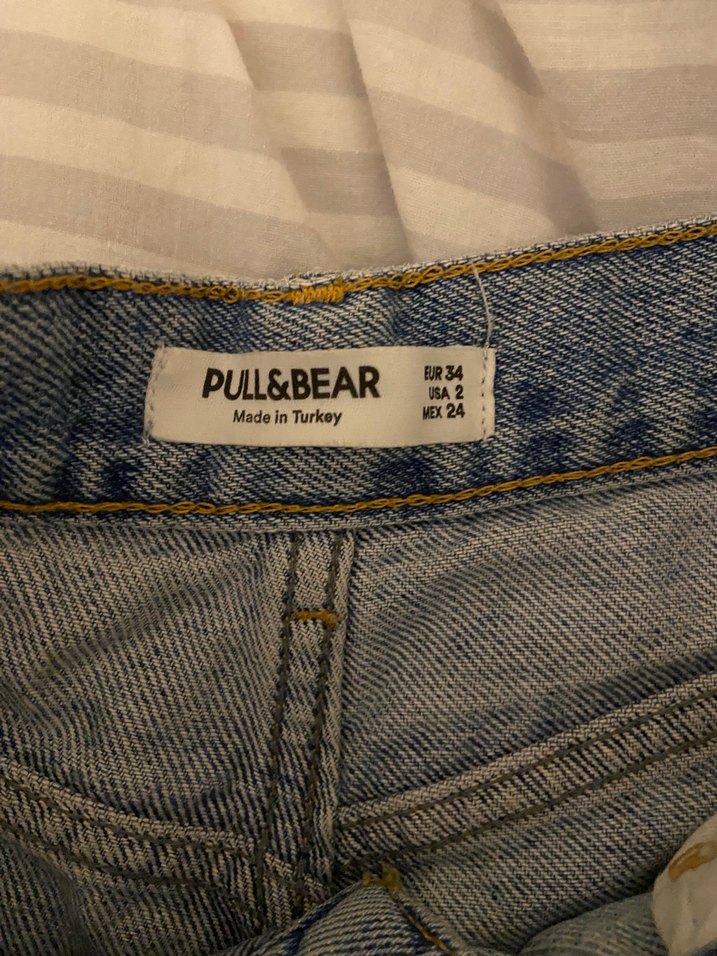 PULL&BEAR
Made in Turkey
EUR 34
USA 2
MEX 24